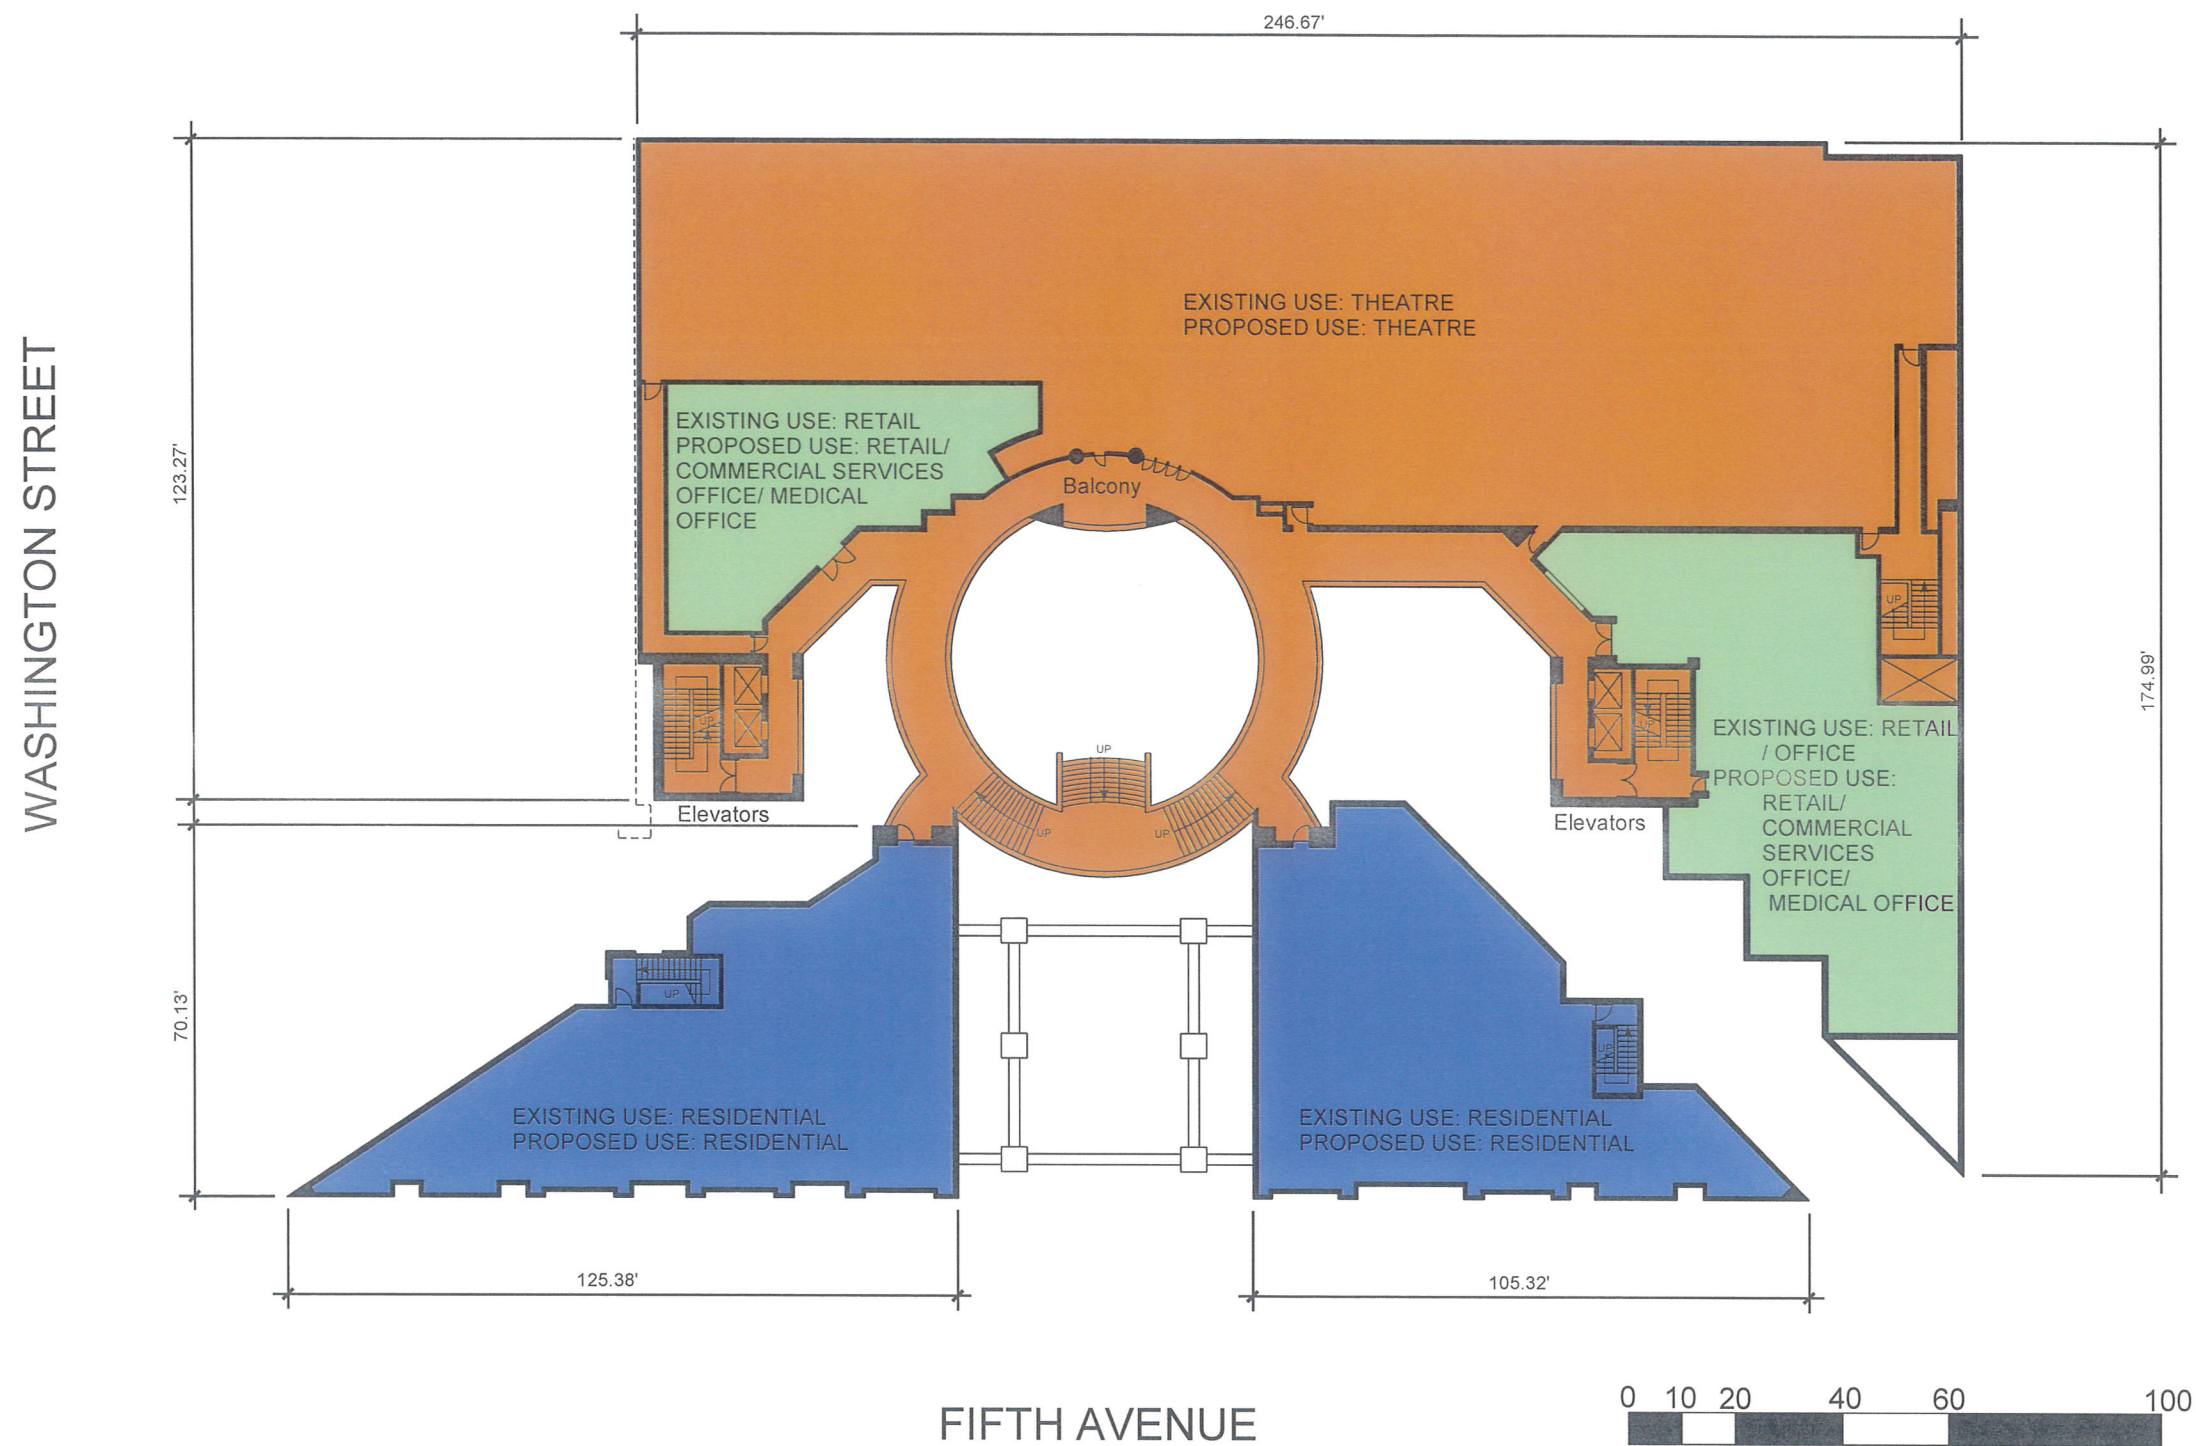 246.67'
EXISTING USE: THEATRE
PROPOSED USE: THEATRE
EXISTING USE: RETAIL
PROPOSED USE: RETAIL/
COMMERCIAL SERVICES
OFFICE/ MEDICAL
OFFICE
Balcony
WASHINGTON STREET
123.27'
UP
174.99'
UP
UP
EXISTING USE: RETAIL
/ OFFICE
PROPOSED USE:
RETAIL/
COMMERCIAL
SERVICES
OFFICE/
MEDICAL OFFICE
UP
Elevators
UP
UP
Elevators
70.13'
UP
UP
EXISTING USE: RESIDENTIAL
PROPOSED USE: RESIDENTIAL
EXISTING USE: RESIDENTIAL
PROPOSED USE: RESIDENTIAL
125.38'
105.32'
FIFTH AVENUE
0 10 20 40 60 100